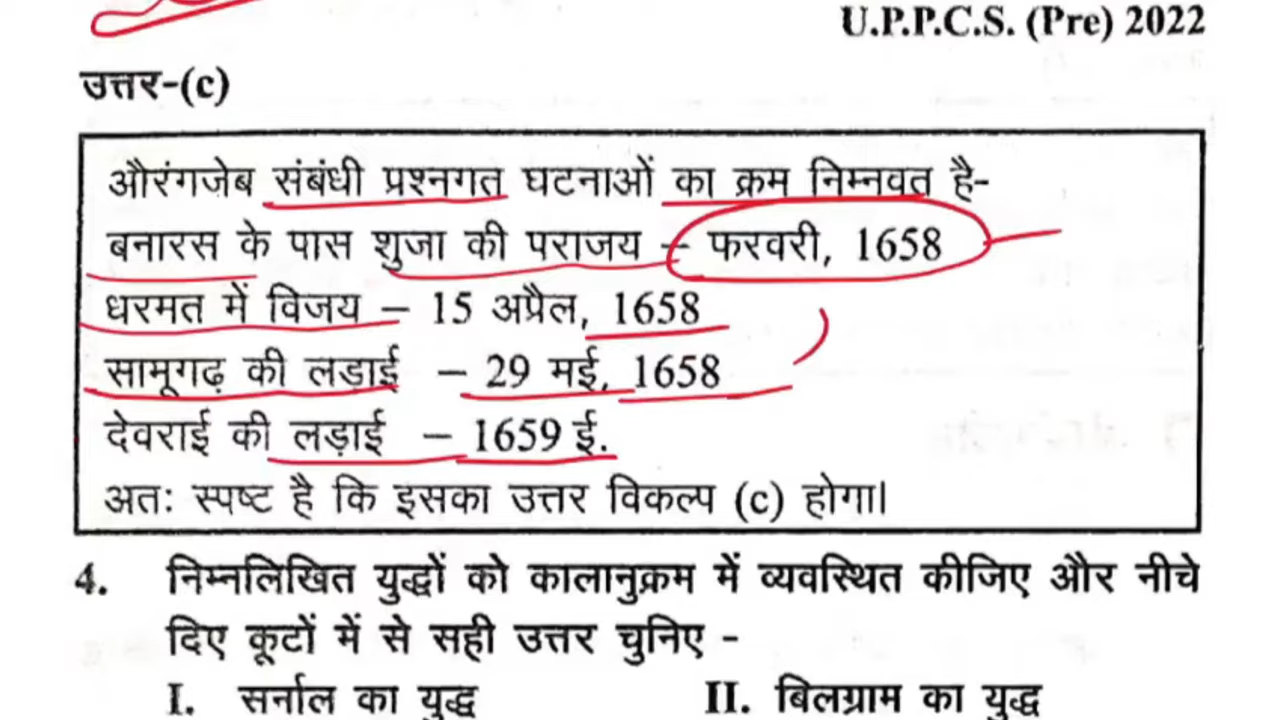 U.P.P.C.S. (Pre) 2022
उत्तर-(c)
औरंगजेब संबंधी प्रश्नगत घटनाओं का क्रम निम्नवत है-
बनारस के पास शुजा की पराजय – फरवरी, 1658
धरमत में विजय – 15 अप्रैल, 1658
सामूगढ़ की लड़ाई – 29 मई, 1658
देवराई की लड़ाई – 1659 ई.
अतः स्पष्ट है कि इसका उत्तर विकल्प (c) होगा।
4. निम्नलिखित युद्धों को कालानुक्रम में व्यवस्थित कीजिए और नीचे
दिए कूटों में से सही उत्तर चुनिए -
I. सर्नाल का युद्ध II. बिलग्राम का युद्ध